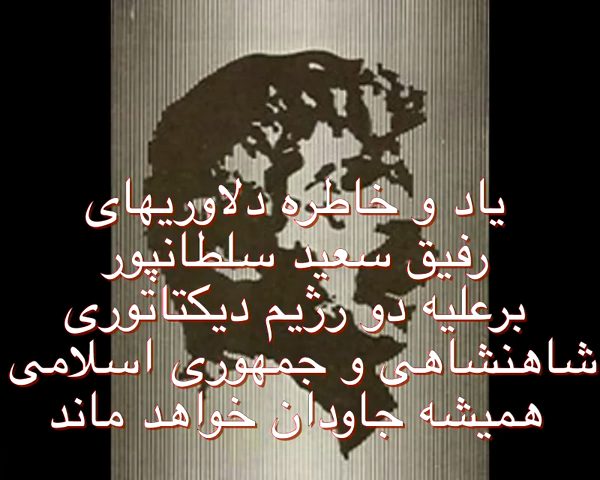 یاد و خاطره دلاوریهای
رفیق سعید سلطانپور
برعلیه دو رژیم دیکتاتوری
شاهنشاهی و جمهوری اسلامی
همیشه جاودان خواهد ماند